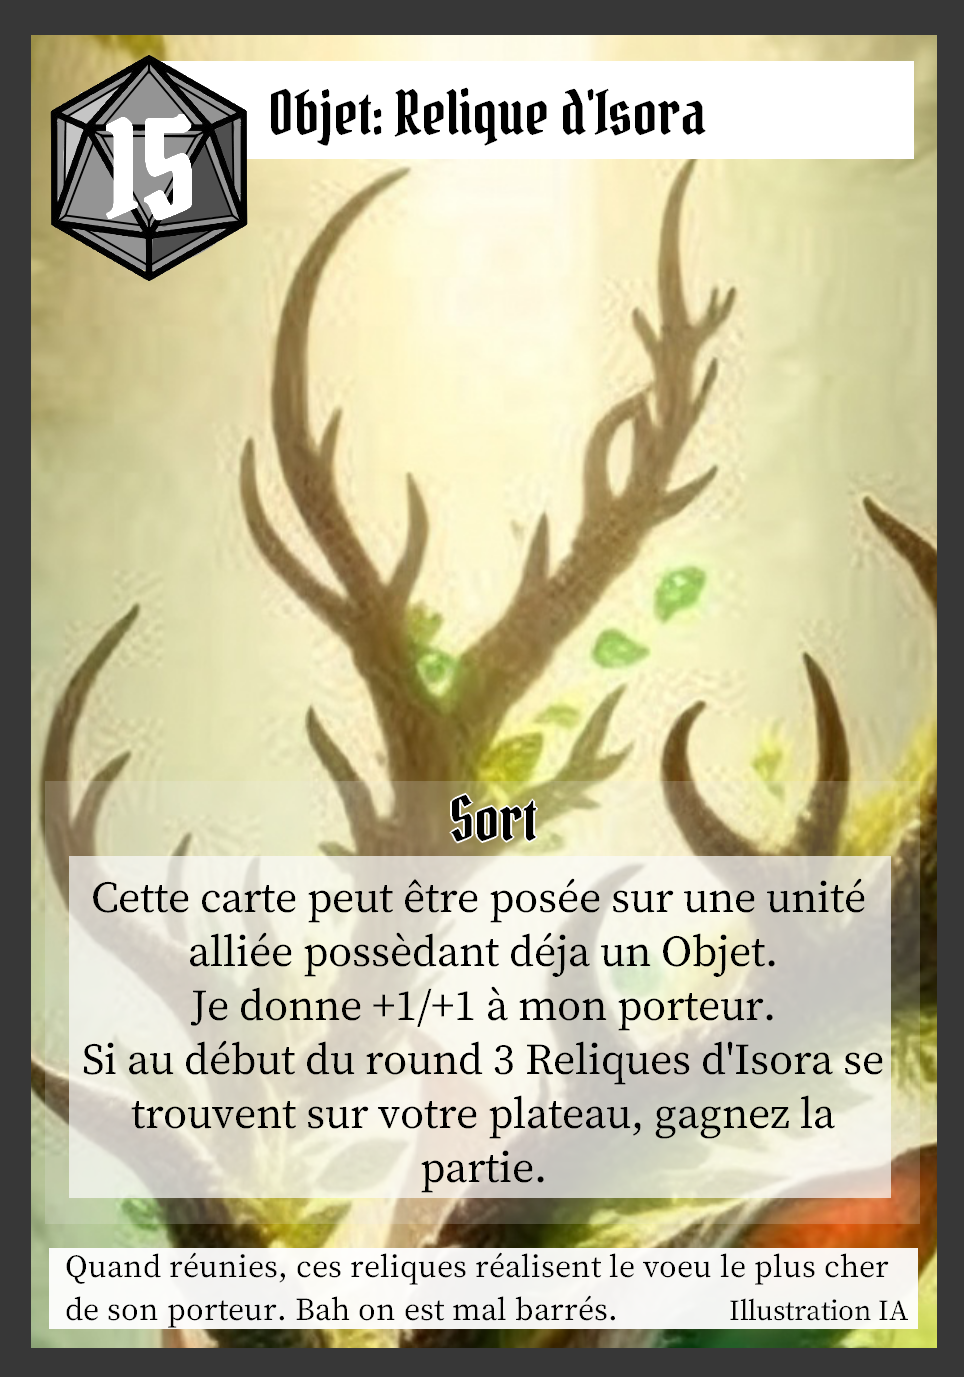 15
Objet: Relique d'Isora
Sort
Cette carte peut être posée sur une unité
alliée possèdant déja un Objet.
Je donne +1/+1 à mon porteur.
Si au début du round 3 Reliques d'Isora se
trouvent sur votre plateau, gagnez la
partie.
Quand réunies, ces reliques réalisent le voeu le plus cher
de son porteur. Bah on est mal barrés.
Illustration IA